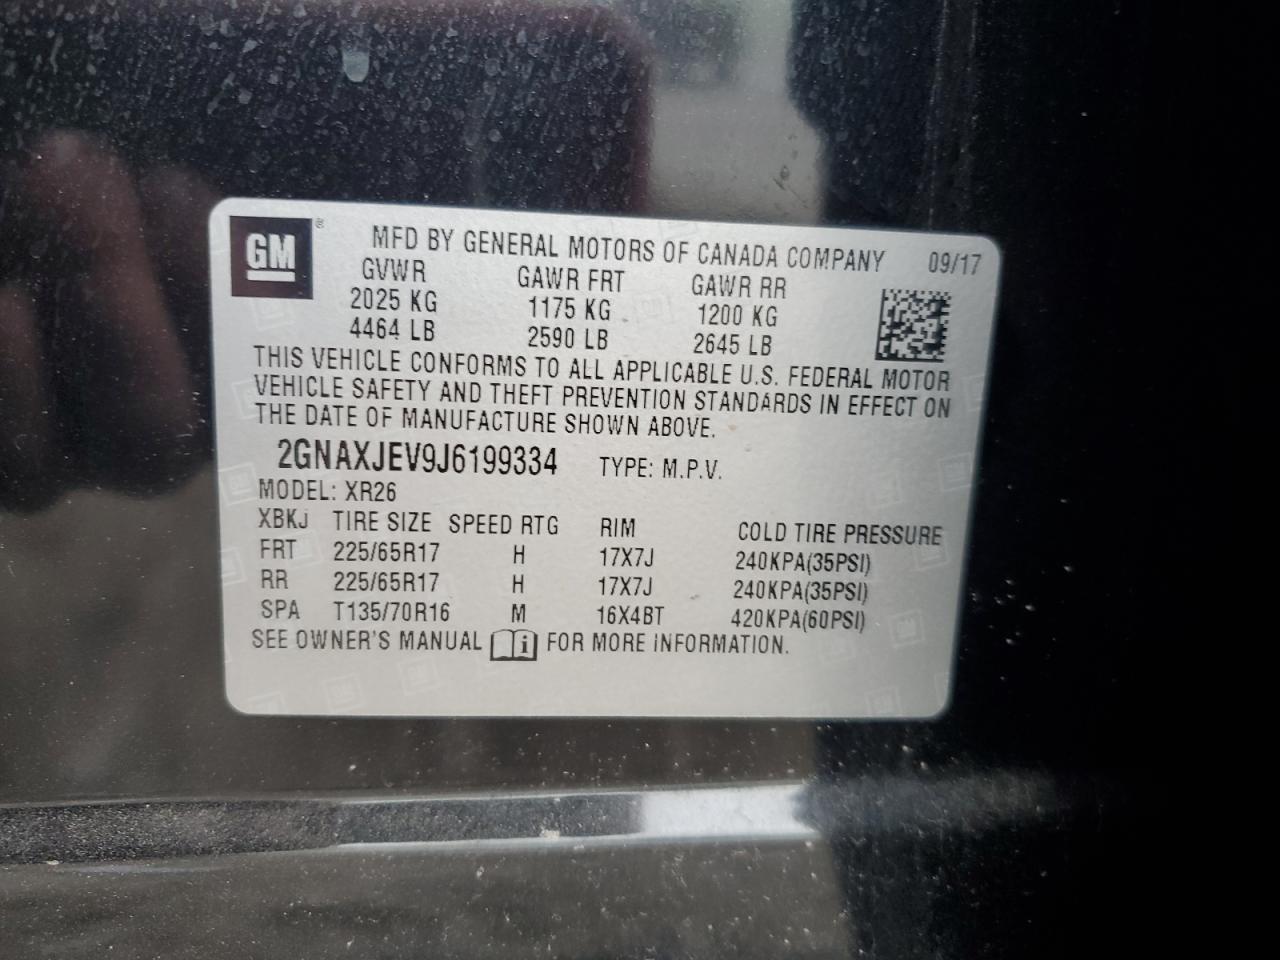 GM ®
MFD BY GENERAL MOTORS OF CANADA COMPANY 09/17
GVWR GAWR FRT GAWR RR
2025 KG 1175 KG 1200 KG
4464 LB 2590 LB 2645 LB
THIS VEHICLE CONFORMS TO ALL APPLICABLE U.S. FEDERAL MOTOR
VEHICLE SAFETY AND THEFT PREVENTION STANDARDS IN EFFECT ON
THE DATE OF MANUFACTURE SHOWN ABOVE.
2GNAXJEV9J6199334 TYPE: M.P.V.
MODEL: XR26
XBKJ TIRE SIZE SPEED RTG RIM COLD TIRE PRESSURE
FRT 225/65R17 H 17X7J 240KPA(35PSI)
RR 225/65R17 H 17X7J 240KPA(35PSI)
SPA T135/70R16 M 16X4BT 420KPA(60PSI)
SEE OWNER'S MANUAL i FOR MORE INFORMATION.